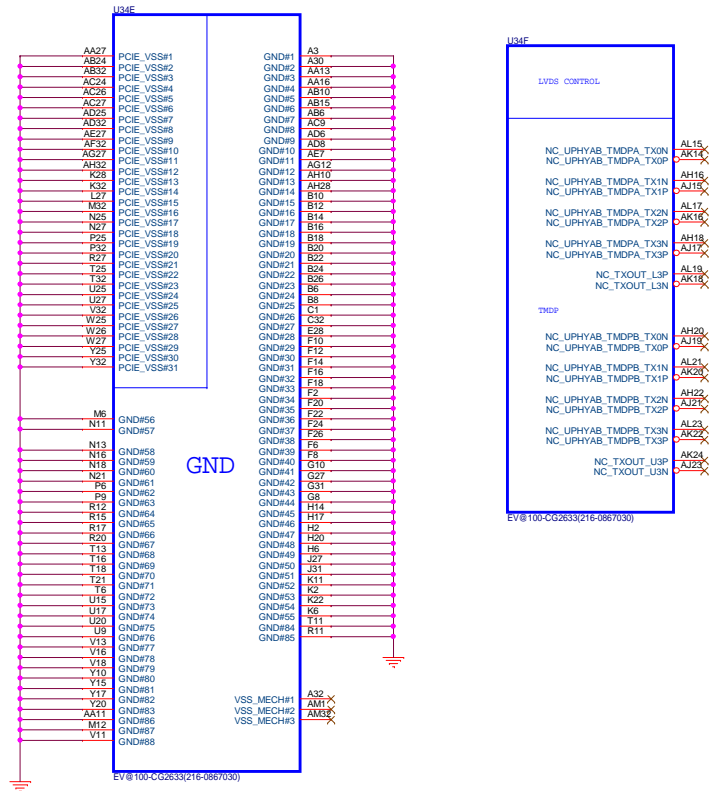 U34E
AA27 PCIE_VSS#1
AB24 PCIE_VSS#2
AB32 PCIE_VSS#3
AC24 PCIE_VSS#4
AC26 PCIE_VSS#5
AC27 PCIE_VSS#6
AD25 PCIE_VSS#7
AD32 PCIE_VSS#8
AE27 PCIE_VSS#9
AF32 PCIE_VSS#10
AG27 PCIE_VSS#11
AH32 PCIE_VSS#12
K28 PCIE_VSS#13
K32 PCIE_VSS#14
L27 PCIE_VSS#15
M32 PCIE_VSS#16
N25 PCIE_VSS#17
N27 PCIE_VSS#18
P25 PCIE_VSS#19
P32 PCIE_VSS#20
R27 PCIE_VSS#21
T25 PCIE_VSS#22
T32 PCIE_VSS#23
U25 PCIE_VSS#24
U27 PCIE_VSS#25
V32 PCIE_VSS#26
W25 PCIE_VSS#27
W26 PCIE_VSS#28
W27 PCIE_VSS#29
Y25 PCIE_VSS#30
Y32 PCIE_VSS#31
M6 GND#56
N11 GND#57
N13 GND#58
N16 GND#59
N18 GND#60
N21 GND#61
P6 GND#62
P9 GND#63
R12 GND#64
R15 GND#65
R17 GND#66
R20 GND#67
T13 GND#68
T16 GND#69
T18 GND#70
T21 GND#71
T6 GND#72
U15 GND#73
U17 GND#74
U20 GND#75
U9 GND#76
V13 GND#77
V16 GND#78
V18 GND#79
Y10 GND#80
Y15 GND#81
Y17 GND#82
Y20 GND#83
AA11 GND#86
M12 GND#87
V11 GND#88
GND
GND#1 A3
GND#2 A30
GND#3 AA13
GND#4 AA16
GND#5 AB10
GND#6 AB15
GND#7 AB6
GND#8 AC9
GND#9 AD6
GND#10 AD8
GND#11 AE7
GND#12 AG12
GND#13 AH10
GND#14 AH28
GND#15 B10
GND#16 B12
GND#17 B14
GND#18 B16
GND#19 B18
GND#20 B20
GND#21 B22
GND#22 B24
GND#23 B26
GND#24 B6
GND#25 B8
GND#26 C1
GND#27 C32
GND#28 E28
GND#29 F10
GND#30 F12
GND#31 F14
GND#32 F16
GND#33 F18
GND#34 F2
GND#35 F20
GND#36 F22
GND#37 F24
GND#38 F26
GND#39 F6
GND#40 F8
GND#41 G10
GND#42 G27
GND#43 G31
GND#44 G8
GND#45 H14
GND#46 H17
GND#47 H2
GND#48 H20
GND#49 H6
GND#50 J27
GND#51 J31
GND#52 K11
GND#53 K2
GND#54 K22
GND#55 K6
GND#84 T11
GND#85 R11
VSS_MECH#1 A32
VSS_MECH#2 AM1
VSS_MECH#3 AM32
EV@100-CG2633(216-0867030)
U34F
LVDS CONTROL
NC_UPHYAB_TMDPA_TX0N AL15
NC_UPHYAB_TMDPA_TX0P AK14
NC_UPHYAB_TMDPA_TX1N AH16
NC_UPHYAB_TMDPA_TX1P AJ15
NC_UPHYAB_TMDPA_TX2N AL17
NC_UPHYAB_TMDPA_TX2P AK16
NC_UPHYAB_TMDPA_TX3N AH18
NC_UPHYAB_TMDPA_TX3P AJ17
NC_TXOUT_L3P AL19
NC_TXOUT_L3N AK18
TMDP
NC_UPHYAB_TMDPB_TX0N AH20
NC_UPHYAB_TMDPB_TX0P AJ19
NC_UPHYAB_TMDPB_TX1N AL21
NC_UPHYAB_TMDPB_TX1P AK20
NC_UPHYAB_TMDPB_TX2N AH22
NC_UPHYAB_TMDPB_TX2P AJ21
NC_UPHYAB_TMDPB_TX3N AL23
NC_UPHYAB_TMDPB_TX3P AK22
NC_TXOUT_U3P AK24
NC_TXOUT_U3N AJ23
EV@100-CG2633(216-0867030)